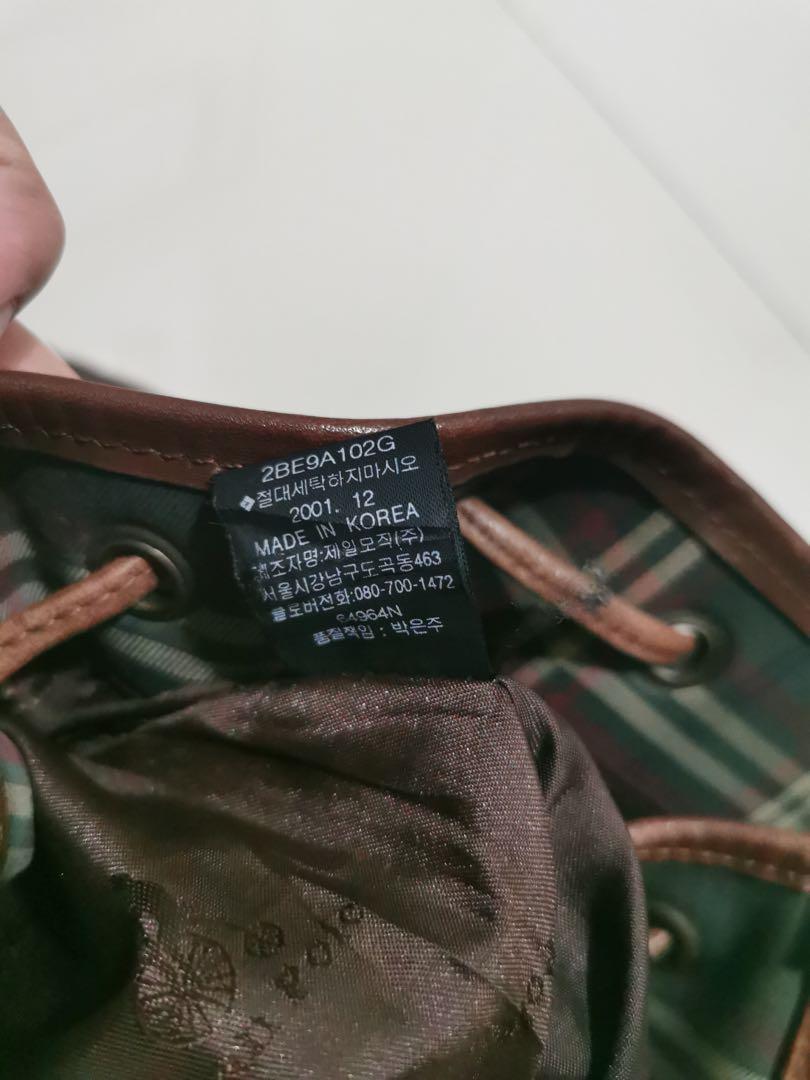 2BE9A102G
◈절대세탁하지마시오
2001. 12
MADE IN KOREA
제조자명:제일모직(주)
서울시강남구도곡동463
클로버전화:080-700-1472
품질책임 : 박은주
polo